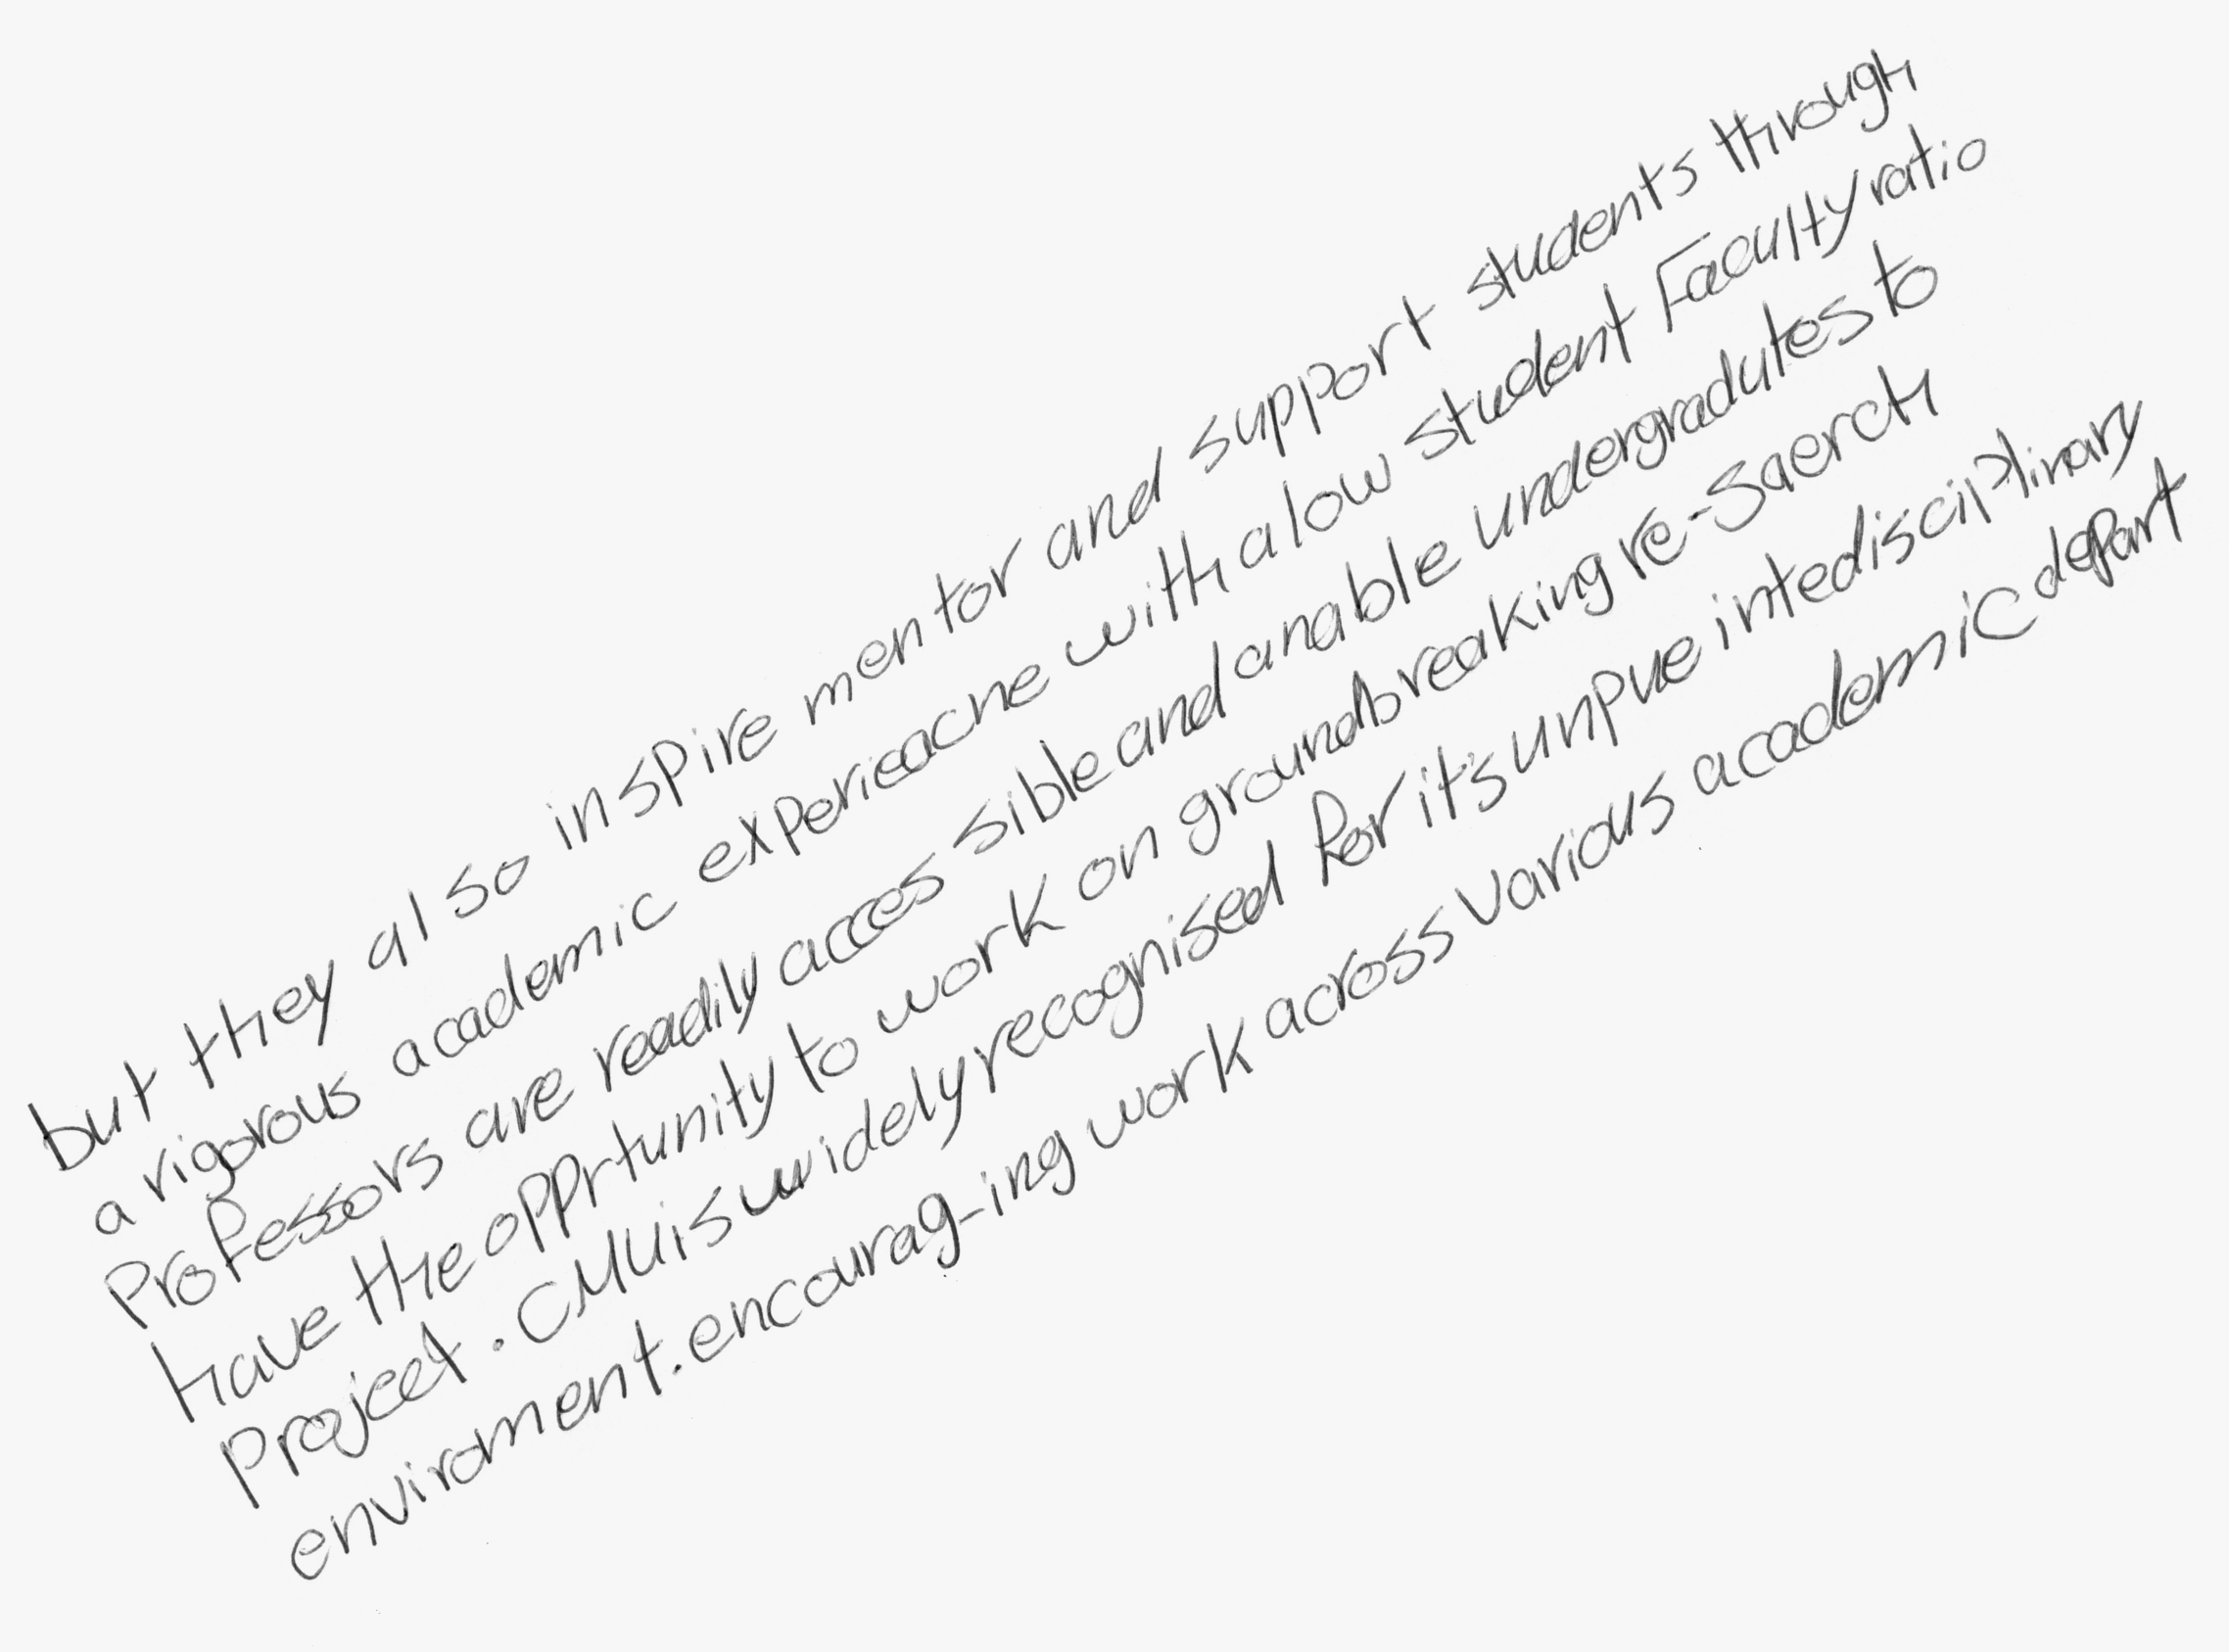 but they also inspire mentor and support students through
a rigorous academic experieacne with a low student Faculty ratio
Professors are readily acces sible and anable undergradutes to
have the opprtunity to work on groundbreaking re-saerch
project. CMU is widely recognised for it's unpue intedisciplinary
enviroment. encourag-ing work across various academic depart